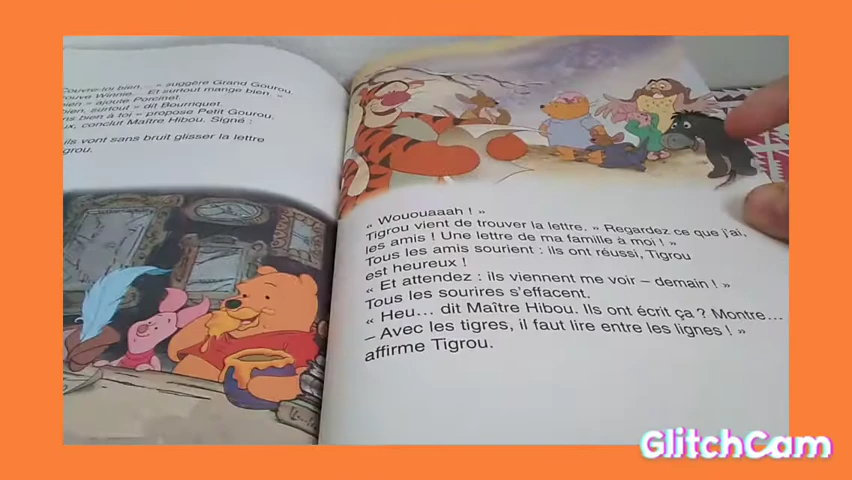 couvre-toi bien... » suggère Grand Gourou.
Winnie... Et surtout mange bien. »
bien » ajoute Porcinet.
bien, surtout » dit Bourriquet.
bien à toi » propose Petit Gourou.
conclut Maître Hibou. Signé :
ils vont sans bruit glisser la lettre
« Wououaaah ! »
Tigrou vient de trouver la lettre. « Regardez ce que j'ai,
les amis ! Une lettre de ma famille à moi ! »
Tous les amis sourient : ils ont réussi, Tigrou
est heureux !
« Et attendez : ils viennent me voir – demain ! »
Tous les sourires s'effacent.
« Heu... dit Maître Hibou. Ils ont écrit ça ? Montre...
– Avec les tigres, il faut lire entre les lignes ! »
affirme Tigrou.
GlitchCam